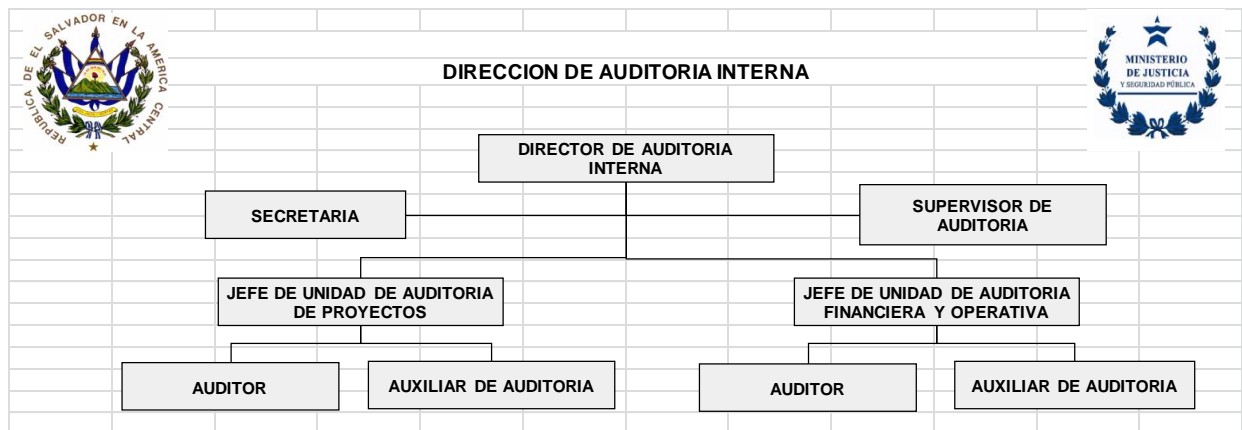 REPUBLICA DE EL SALVADOR EN LA AMERICA CENTRAL
MINISTERIO
DE JUSTICIA
Y SEGURIDAD PÚBLICA
DIRECCION DE AUDITORIA INTERNA
DIRECTOR DE AUDITORIA
INTERNA
SECRETARIA
SUPERVISOR DE
AUDITORIA
JEFE DE UNIDAD DE AUDITORIA
DE PROYECTOS
JEFE DE UNIDAD DE AUDITORIA
FINANCIERA Y OPERATIVA
AUDITOR
AUXILIAR DE AUDITORIA
AUDITOR
AUXILIAR DE AUDITORIA